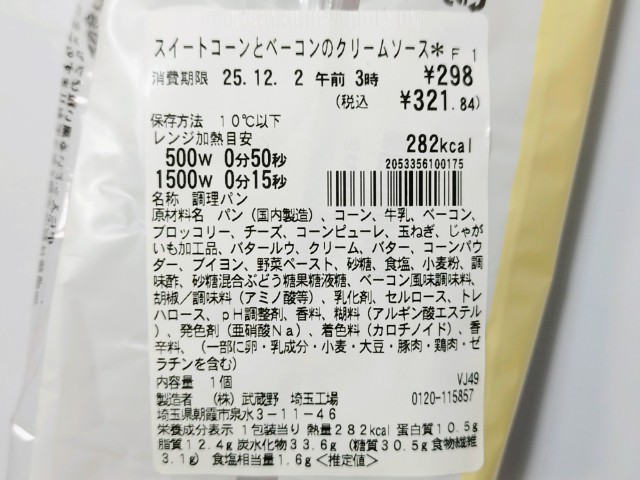 スイートコーンとベーコンのクリームソース* F 1
消費期限 25.12. 2 午前 3時 ¥298
(税込 ¥321.84)
保存方法 10℃以下
レンジ加熱目安 282kcal
500W 0分50秒 2053356100175
1500W 0分15秒
名称 調理パン
原材料名 パン（国内製造）、コーン、牛乳、ベーコン、
ブロッコリー、チーズ、コーンピューレ、玉ねぎ、じゃが
いも加工品、バタールウ、クリーム、バター、コーンパウ
ダー、ブイヨン、野菜ペースト、砂糖、食塩、小麦粉、調
味酢、砂糖混合ぶどう糖果糖液糖、ベーコン風味調味料、
胡椒／調味料（アミノ酸等）、乳化剤、セルロース、トレ
ハロース、pH調整剤、香料、糊料（アルギン酸エステル
）、発色剤（亜硝酸Na）、着色料（カロチノイド）、香
辛料、（一部に卵・乳成分・小麦・大豆・豚肉・鶏肉・ゼ
ラチンを含む）
内容量 1個 VJ49
製造者 （株）武蔵野 埼玉工場 0120-115857
埼玉県朝霞市泉水3-11-46
栄養成分表示 1包装当り 熱量282kcal 蛋白質10.5g
脂質12.4g 炭水化物33.6g（糖質30.5g 食物繊維
3.1g） 食塩相当量1.6g＜推定値＞